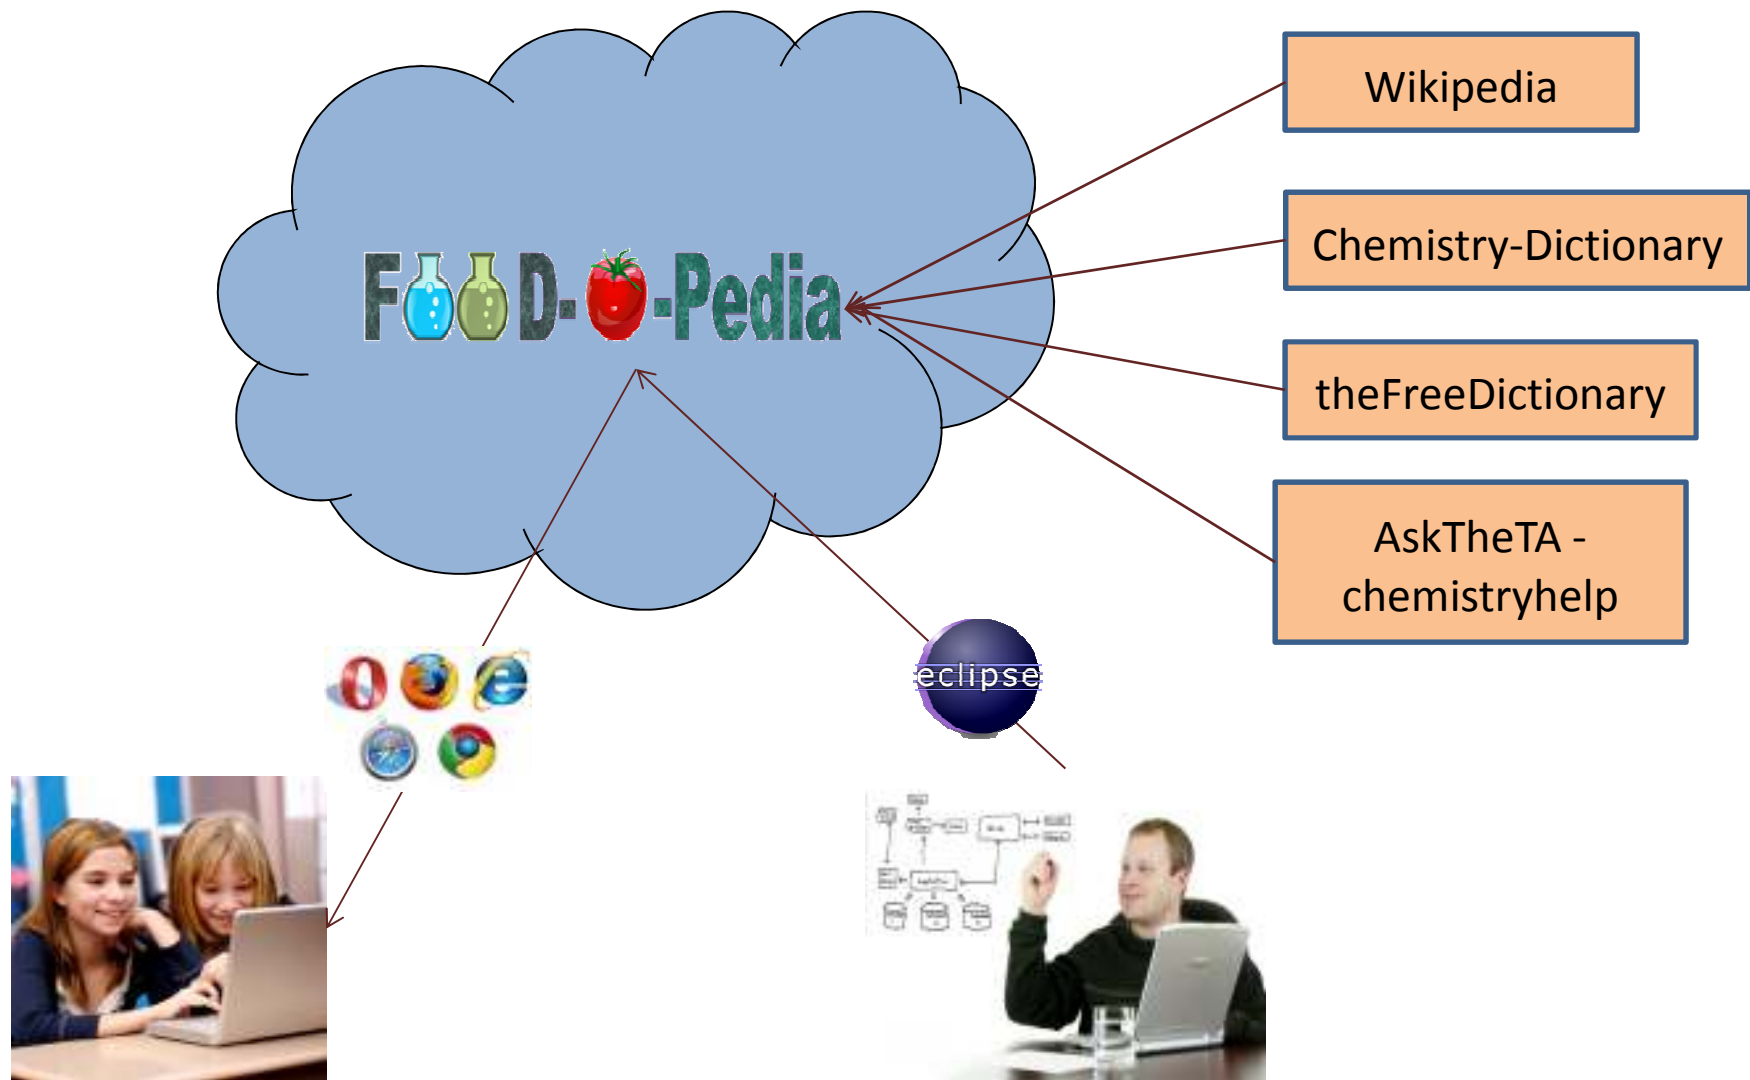 Wikipedia
Chemistry-Dictionary
FOOD-O-Pedia
theFreeDictionary
AskTheTA -
chemistryhelp
eclipse